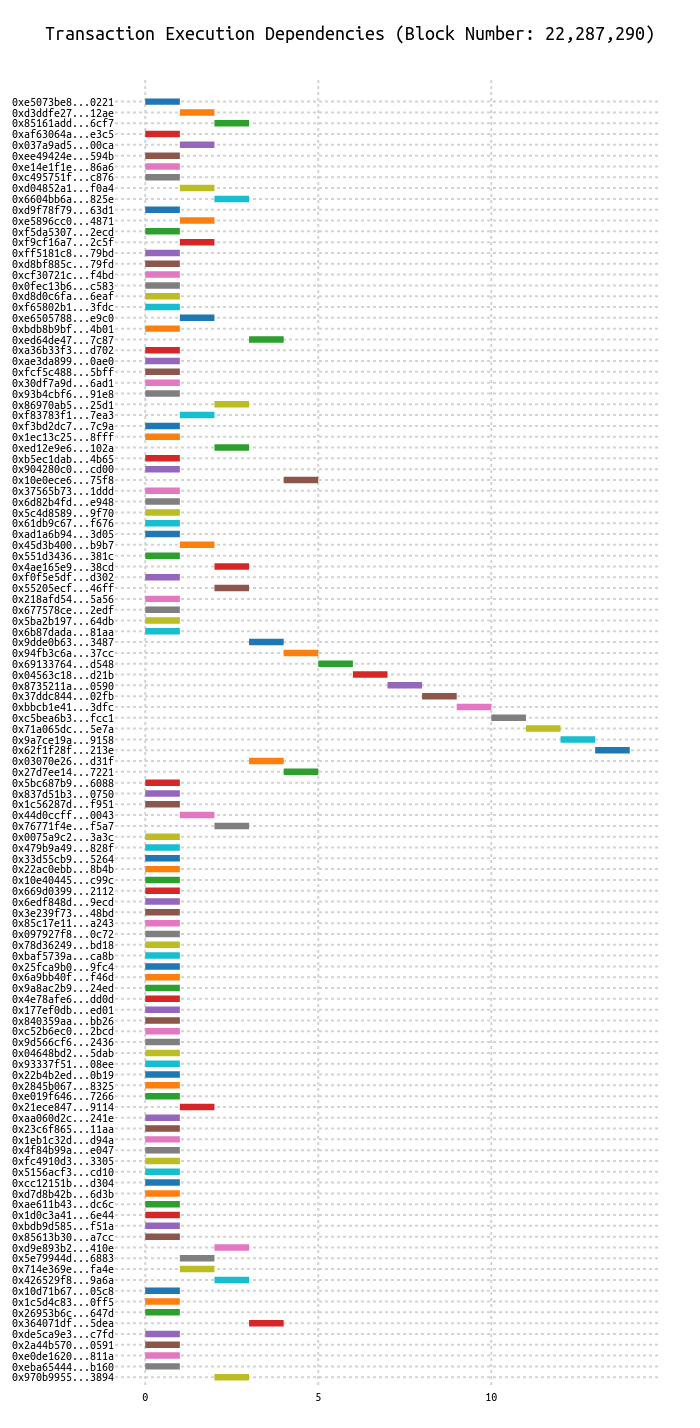 Transaction Execution Dependencies (Block Number: 22,287,290)
0xe5073be8...0221
0xd3ddfe27...12ae
0x85161add...6cf7
0xaf63064a...e3c5
0x037a9ad5...00ca
0xee49424e...594b
0xe14e1f1e...86a6
0xc495751f...c876
0xd04852a1...f0a4
0x6604bb6a...825e
0xd9f78f79...63d1
0xe5896cc0...4871
0xf5da5307...2ecd
0xf9cf16a7...2c5f
0xff5181c8...79bd
0xd8bf885c...79fd
0xcf30721c...f4bd
0x0fec13b6...c583
0xd8d0c6fa...6eaf
0xf65802b1...3fdc
0xe6505788...e9c0
0xbdb8b9bf...4b01
0xed64de47...7c87
0xa36b33f3...d702
0xae3da899...0ae0
0xfcf5c488...5bff
0x30df7a9d...6ad1
0x93b4cbf6...91e8
0x86970ab5...25d1
0xf83783f1...7ea3
0xf3bd2dc7...7c9a
0x1ec13c25...8fff
0xed12e9e6...102a
0xb5ec1dab...4b65
0x904280c0...cd00
0x10e0ece6...75f8
0x37565b73...1ddd
0x6d82b4fd...e948
0x5c4d8589...9f70
0x61db9c67...f676
0xad1a6b94...3d05
0x45d3b400...b9b7
0x551d3436...381c
0x4ae165e9...38cd
0xf0f5e5df...d302
0x55205ecf...46ff
0x218afd54...5a56
0x677578ce...2edf
0x5ba2b197...64db
0x6b87dada...81aa
0x9dde0b63...3487
0x94fb3c6a...37cc
0x69133764...d548
0x04563c18...d21b
0x8735211a...0590
0x37ddc844...02fb
0xbbcb1e41...3dfc
0xc5bea6b3...fcc1
0x71a065dc...5e7a
0x9a7ce19a...9158
0x62f1f28f...213e
0x03070e26...d31f
0x27d7ee14...7221
0x5bc687b9...6088
0x837d51b3...0750
0x1c56287d...f951
0x44d0ccff...0043
0x76771f4e...f5a7
0x0075a9c2...3a3c
0x479b9a49...828f
0x33d55cb9...5264
0x22ac0ebb...8b4b
0x10e40445...c99c
0x669d0399...2112
0x6edf848d...9ecd
0x3e239f73...48bd
0x85c17e11...a243
0x097927f8...0c72
0x78d36249...bd18
0xbaf5739a...ca8b
0x25fca9b0...9fc4
0x6a9bb40f...f46d
0x9a8ac2b9...24ed
0x4e78afe6...dd0d
0x177ef0db...ed01
0x840359aa...bb26
0xc52b6ec0...2bcd
0x9d566cf6...2436
0x04648bd2...5dab
0x93337f51...08ee
0x22b4b2ed...0b19
0x2845b067...8325
0xe019f646...7266
0x21ece847...9114
0xaa060d2c...241e
0x23c6f865...11aa
0x1eb1c32d...d94a
0x4f84b99a...e047
0xfc4910d3...3305
0x5156acf3...cd10
0xcc12151b...d304
0xd7d8b42b...6d3b
0xae611b43...dc6c
0x1d0c3a41...6e44
0xbdb9d585...f51a
0x85613b30...a7cc
0xd9e893b2...410e
0x5e79944d...6883
0x714e369e...fa4e
0x426529f8...9a6a
0x10d71b67...05c8
0x1c5d4c83...0ff5
0x26953b6c...647d
0x364071df...5dea
0xde5ca9e3...c7fd
0x2a44b570...0591
0xe0de1620...811a
0xeba65444...b160
0x970b9955...3894
0 5 10